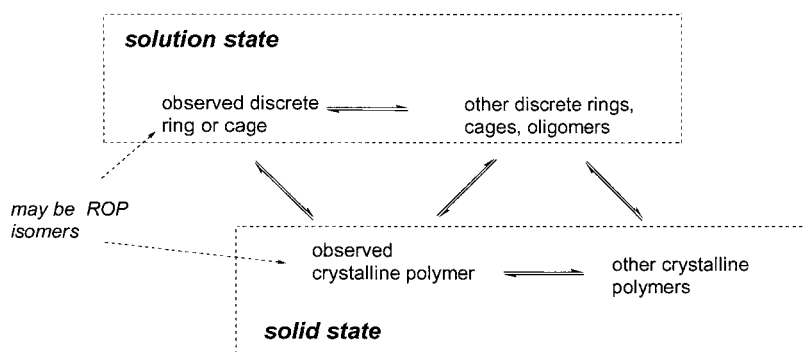 solution state
observed discrete
ring or cage
other discrete rings,
cages, oligomers
may be ROP
isomers
observed
crystalline polymer
other crystalline
polymers
solid state